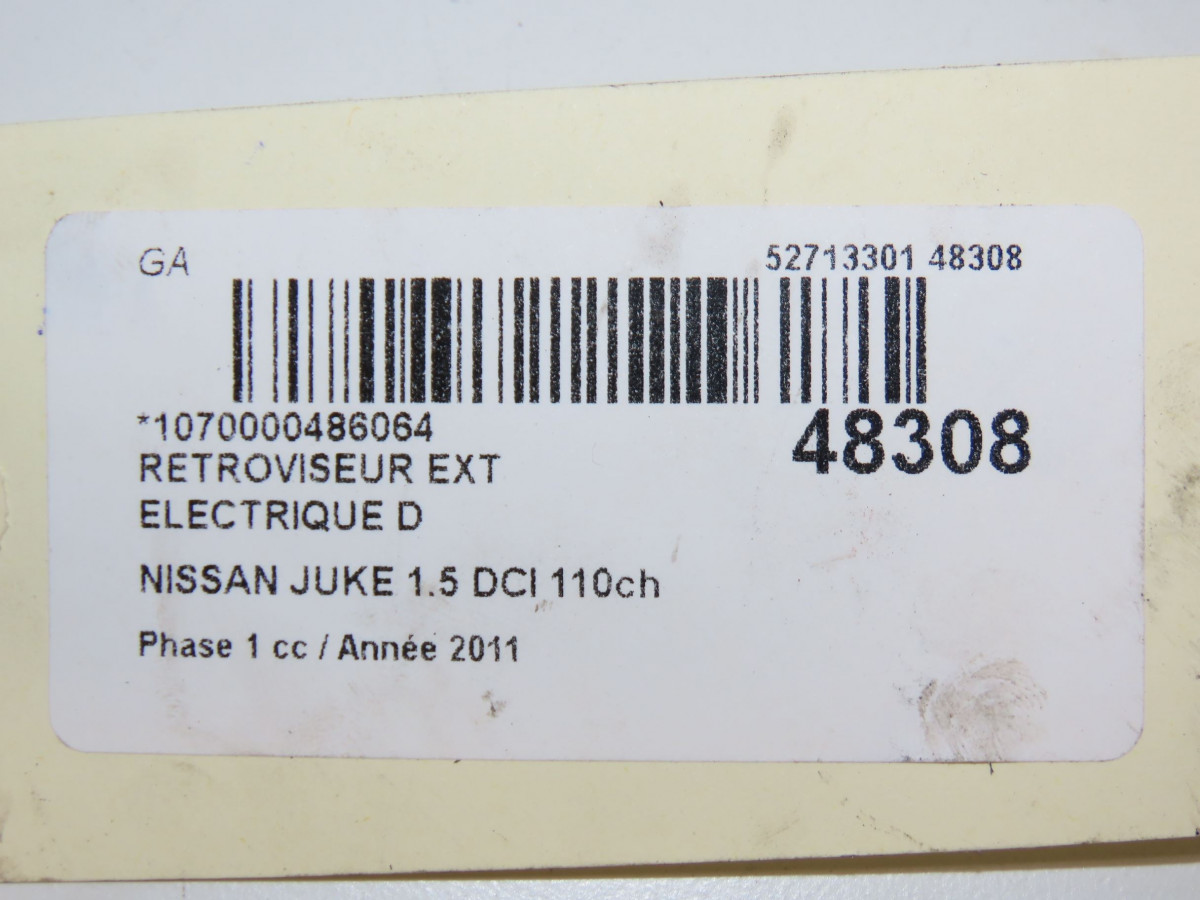 GA 52713301 48308
*1070000486064 48308
RETROVISEUR EXT
ELECTRIQUE D
NISSAN JUKE 1.5 DCI 110ch
Phase 1 cc / Année 2011